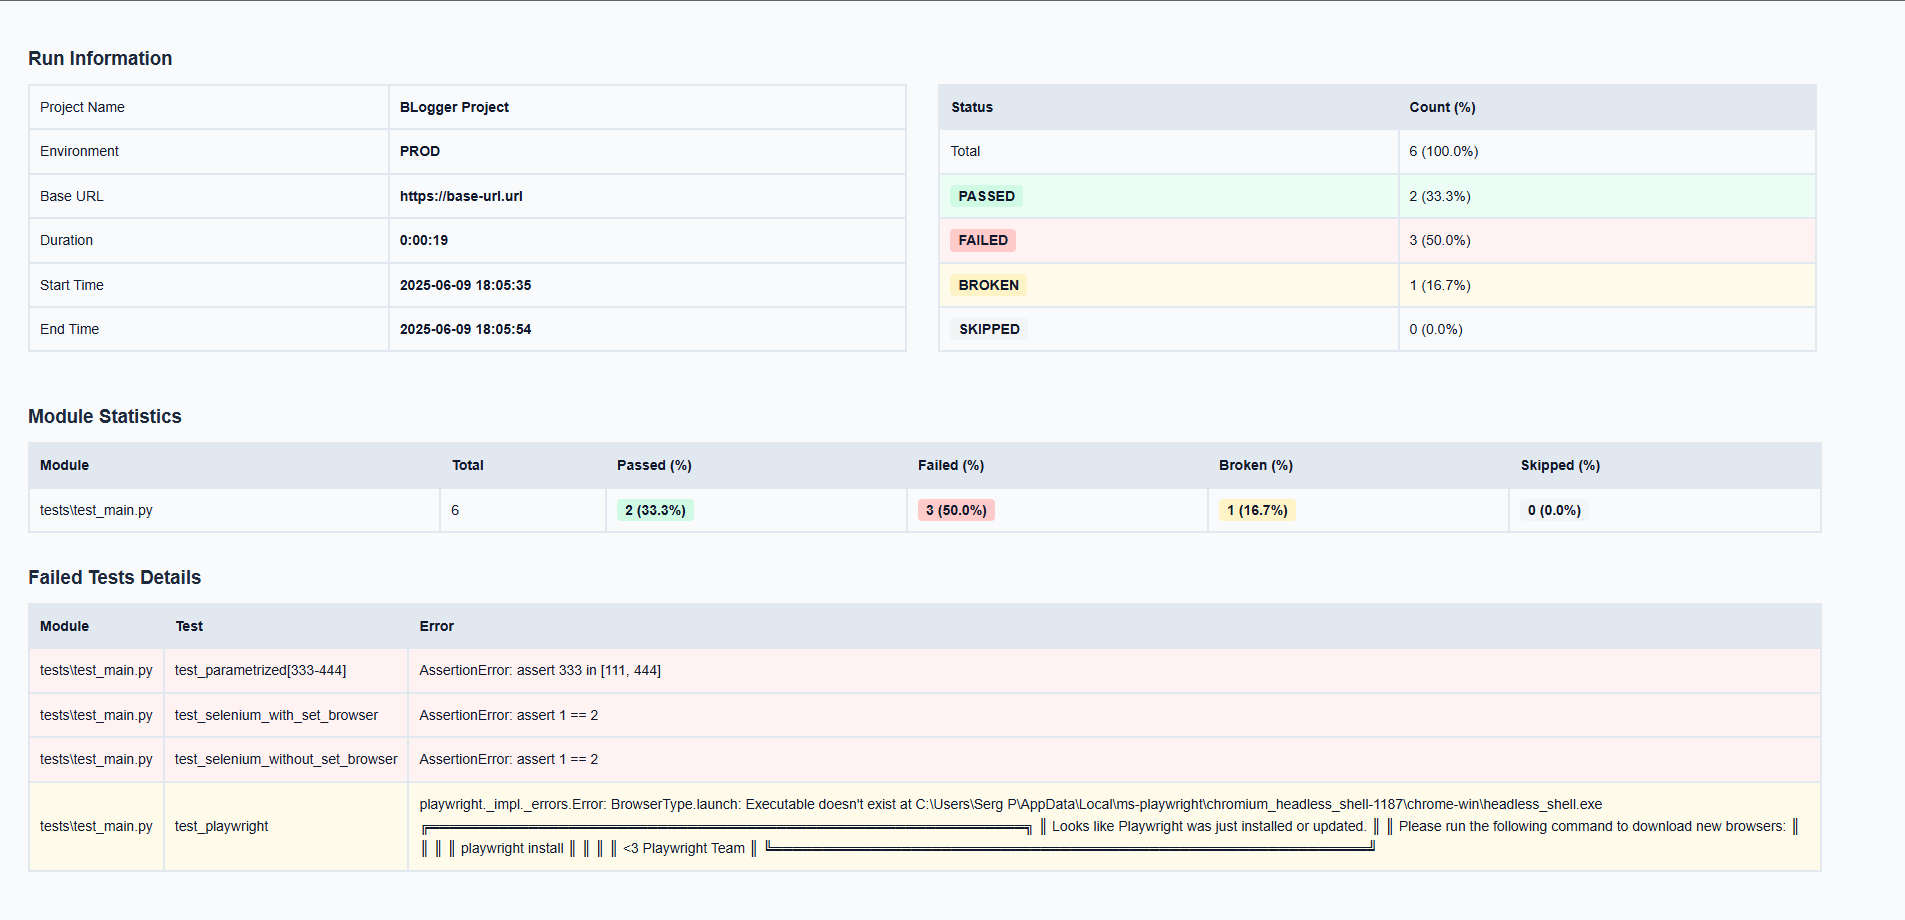 Run Information
Project Name BLogger Project
Environment PROD
Base URL https://base-url.url
Duration 0:00:19
Start Time 2025-06-09 18:05:35
End Time 2025-06-09 18:05:54
Status Count (%)
Total 6 (100.0%)
PASSED 2 (33.3%)
FAILED 3 (50.0%)
BROKEN 1 (16.7%)
SKIPPED 0 (0.0%)
Module Statistics
Module Total Passed (%) Failed (%) Broken (%) Skipped (%)
tests\test_main.py 6 2 (33.3%) 3 (50.0%) 1 (16.7%) 0 (0.0%)
Failed Tests Details
Module Test Error
tests\test_main.py test_parametrized[333-444] AssertionError: assert 333 in [111, 444]
tests\test_main.py test_selenium_with_set_browser AssertionError: assert 1 == 2
tests\test_main.py test_selenium_without_set_browser AssertionError: assert 1 == 2
tests\test_main.py test_playwright playwright._impl._errors.Error: BrowserType.launch: Executable doesn't exist at C:\Users\Serg P\AppData\Local\ms-playwright\chromium_headless_shell-1187\chrome-win\headless_shell.exe
╔════════════════════════════════════════════════════════════╗ ║ Looks like Playwright was just installed or updated. ║ ║ Please run the following command to download new browsers: ║
║ ║ ║ playwright install ║ ║ ║ ║ <3 Playwright Team ║ ╚════════════════════════════════════════════════════════════╝